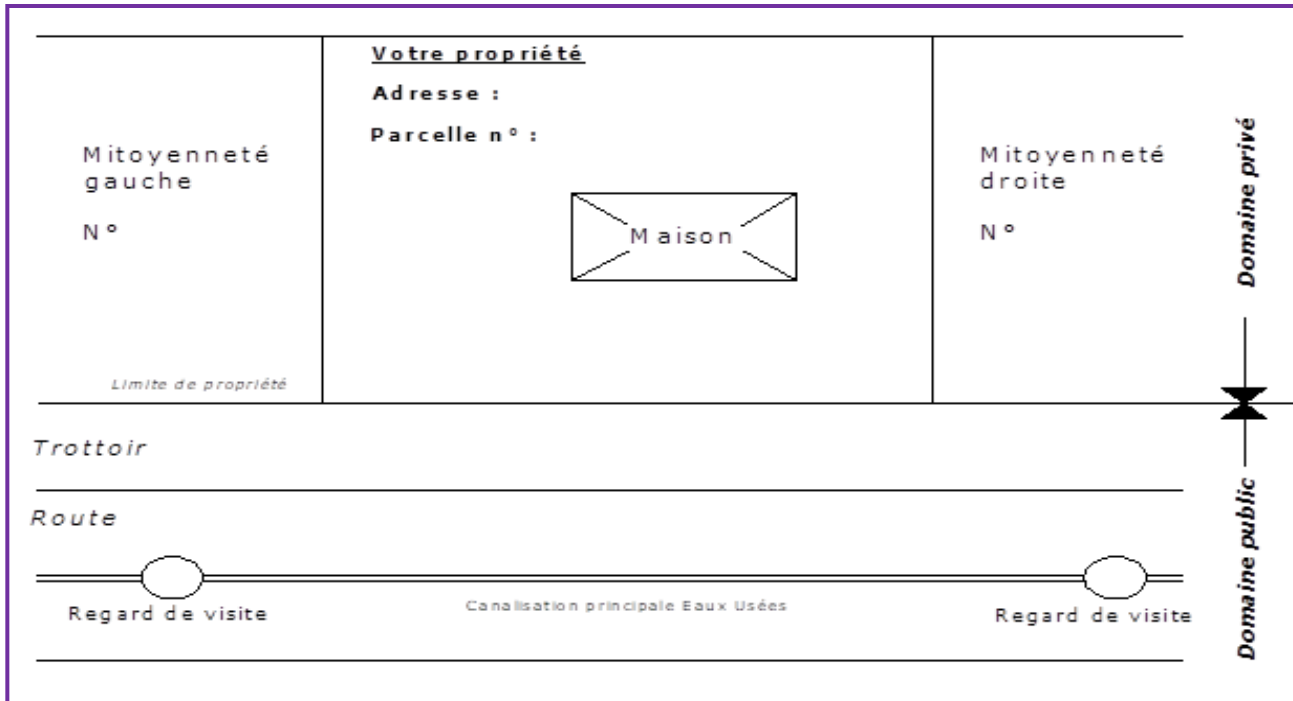 Votre propriété
Adresse :
Parcelle n° :
Mitoyenneté
gauche
N°
Maison
Mitoyenneté
droite
N°
Domaine privé
Limite de propriété
Trottoir
Route
Regard de visite
Canalisation principale Eaux Usées
Regard de visite
Domaine public